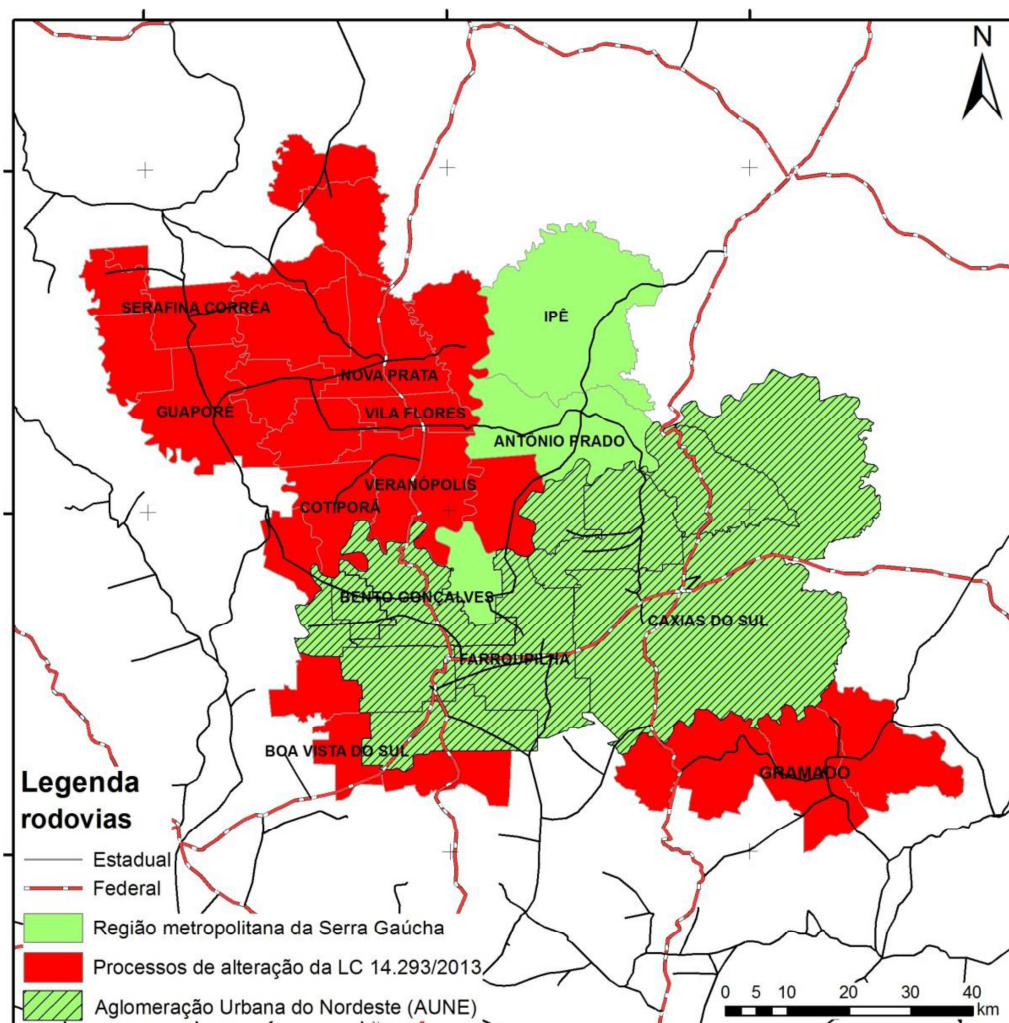 N
SERAFINA CORRÊA
IPÊ
NOVA PRATA
GUAPORÉ
VILA FLORES
ANTÔNIO PRADO
VERANÓPOLIS
COTIPORÃ
BENTO GONÇALVES
CAXIAS DO SUL
FARROUPILHA
BOA VISTA DO SUL
GRAMADO
Legenda
rodovias
Estadual
Federal
Região metropolitana da Serra Gaúcha
Processos de alteração da LC 14.293/2013
Aglomeração Urbana do Nordeste (AUNE)
0 5 10 20 30 40
km